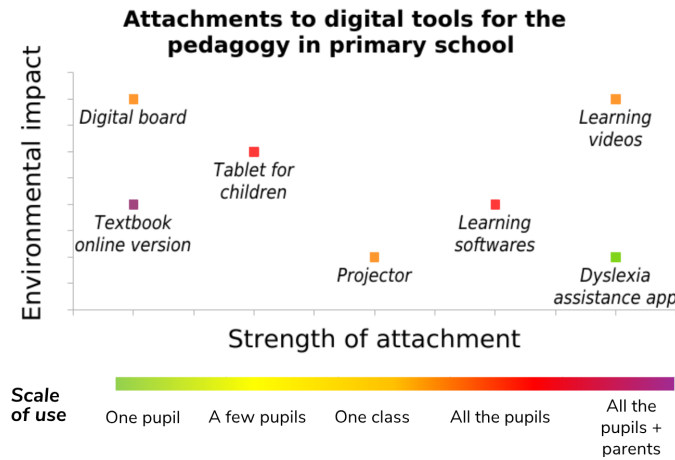 Attachments to digital tools for the
pedagogy in primary school
Environmental impact
Digital board
Learning
videos
Tablet for
children
Textbook
online version
Learning
softwares
Projector
Dyslexia
assistance app
Strength of attachment
Scale
of use
One pupil
A few pupils
One class
All the pupils
All the
pupils +
parents